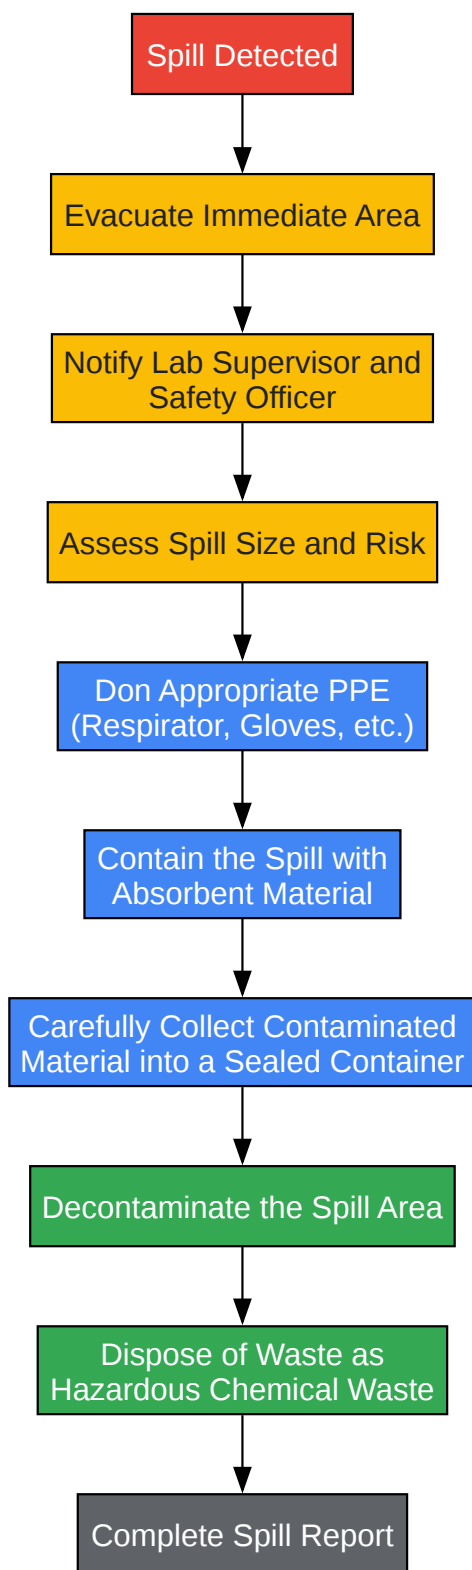 Spill Detected
Evacuate Immediate Area
Notify Lab Supervisor and
Safety Officer
Assess Spill Size and Risk
Don Appropriate PPE
(Respirator, Gloves, etc.)
Contain the Spill with
Absorbent Material
Carefully Collect Contaminated
Material into a Sealed Container
Decontaminate the Spill Area
Dispose of Waste as
Hazardous Chemical Waste
Complete Spill Report